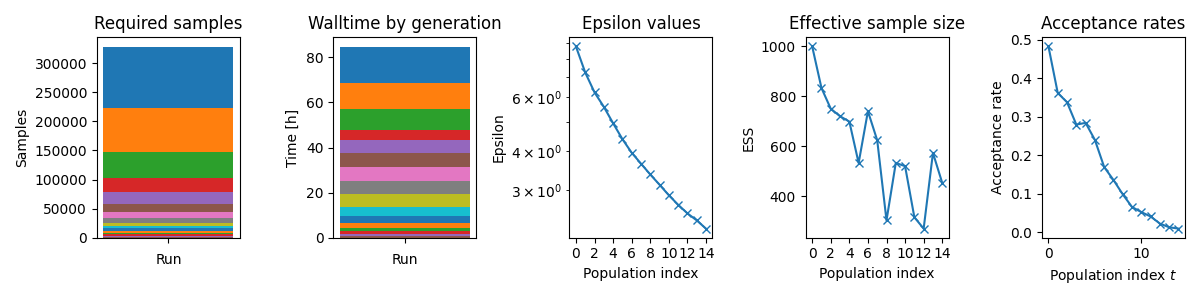 Required samples
300000
250000
200000
150000
100000
50000
0
Samples
Run
Walltime by generation
80
60
40
20
0
Time [h]
Run
Epsilon values
6 × 10⁰
4 × 10⁰
3 × 10⁰
Epsilon
0 2 4 6 8 10 12 14
Population index
Effective sample size
1000
800
600
400
ESS
0 2 4 6 8 10 12 14
Population index
Acceptance rates
0.5
0.4
0.3
0.2
0.1
0.0
Acceptance rate
0 10
Population index t